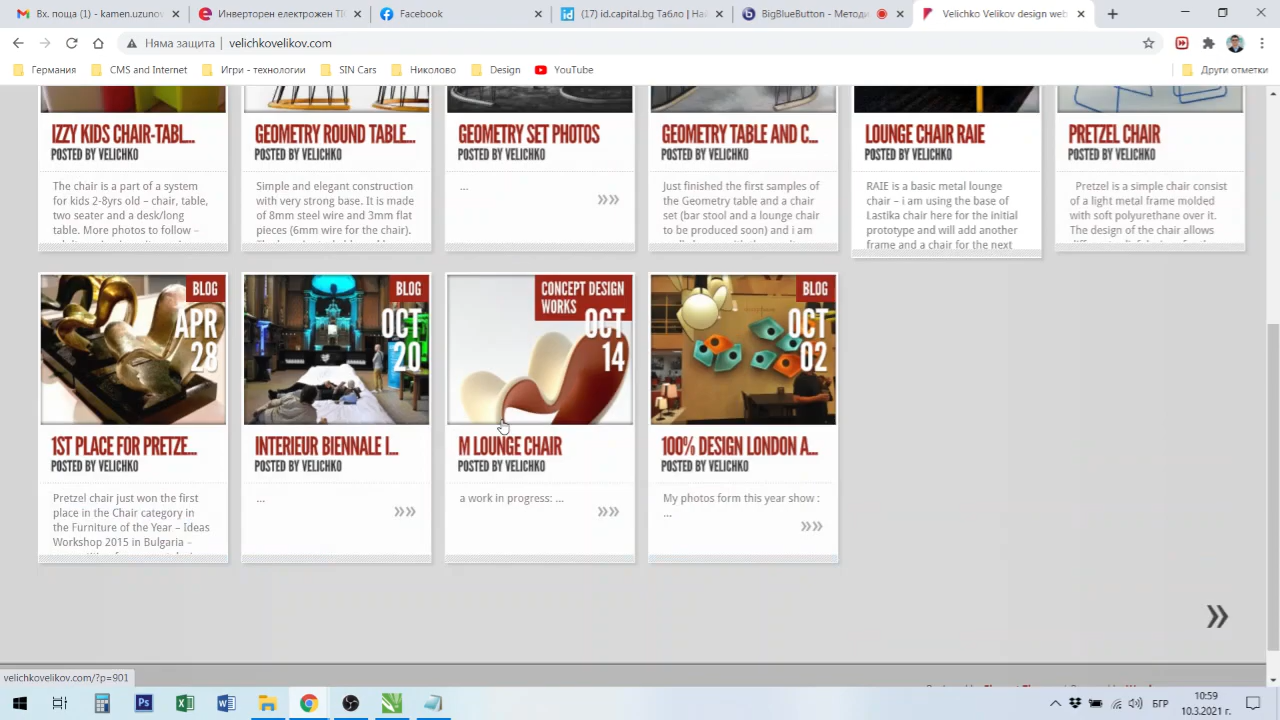 Вх. поща (1) - kamen.uzunov
Инверторен електрожен TIG
Facebook
(17) id.capital.bg Табло | Най
BigBlueButton - Методи
Velichko Velikov design web
Няма защита | velichkovelikov.com
Германия
CMS and Internet
Игри - технологии
SIN Cars
Николово
Design
YouTube
Други отметки
IZZY KIDS CHAIR-TABL...
POSTED BY VELICHKO
The chair is a part of a system
for kids 2-8yrs old – chair, table,
two seater and a desk/long
table. More photos to follow –
GEOMETRY ROUND TABLE...
POSTED BY VELICHKO
Simple and elegant construction
with very strong base. It is made
of 8mm steel wire and 3mm flat
pieces (6mm wire for the chair).
GEOMETRY SET PHOTOS
POSTED BY VELICHKO
...
»»
GEOMETRY TABLE AND C...
POSTED BY VELICHKO
Just finished the first samples of
the Geometry table and a chair
set (bar stool and a lounge chair
to be produced soon) and i am
LOUNGE CHAIR RAIE
POSTED BY VELICHKO
RAIE is a basic metal lounge
chair – i am using the base of
Lastika chair here for the initial
prototype and will add another
frame and a chair for the next
PRETZEL CHAIR
POSTED BY VELICHKO
Pretzel is a simple chair consist
of a light metal frame molded
with soft polyurethane over it.
The design of the chair allows
BLOG
APR
28
1ST PLACE FOR PRETZE...
POSTED BY VELICHKO
Pretzel chair just won the first
place in the Chair category in
the Furniture of the Year – Ideas
Workshop 2015 in Bulgaria –
BLOG
OCT
20
INTERIEUR BIENNALE I...
POSTED BY VELICHKO
...
»»
CONCEPT DESIGN
WORKS
OCT
14
M LOUNGE CHAIR
POSTED BY VELICHKO
a work in progress: ...
»»
BLOG
OCT
02
100% DESIGN LONDON A...
POSTED BY VELICHKO
My photos form this year show :
...
»»
»
velichkovelikov.com/?p=901
БГР
10:59
10.3.2021 г.